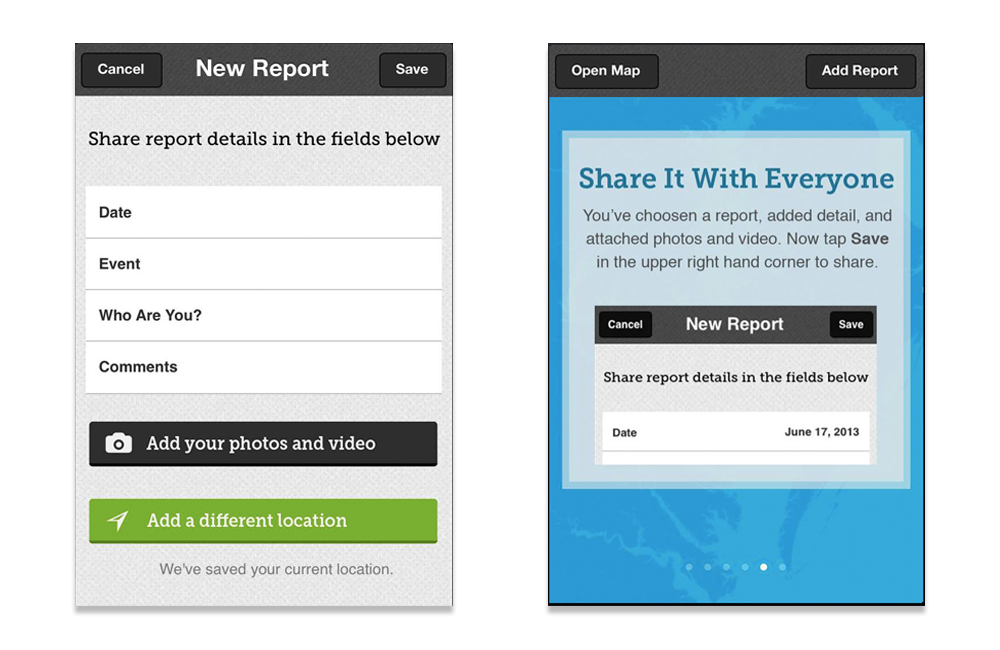 Cancel New Report Save
Share report details in the fields below
Date
Event
Who Are You?
Comments
Add your photos and video
Add a different location
We've saved your current location.
Open Map Add Report
Share It With Everyone
You've choosen a report, added detail, and
attached photos and video. Now tap Save
in the upper right hand corner to share.
Cancel New Report Save
Share report details in the fields below
Date June 17, 2013